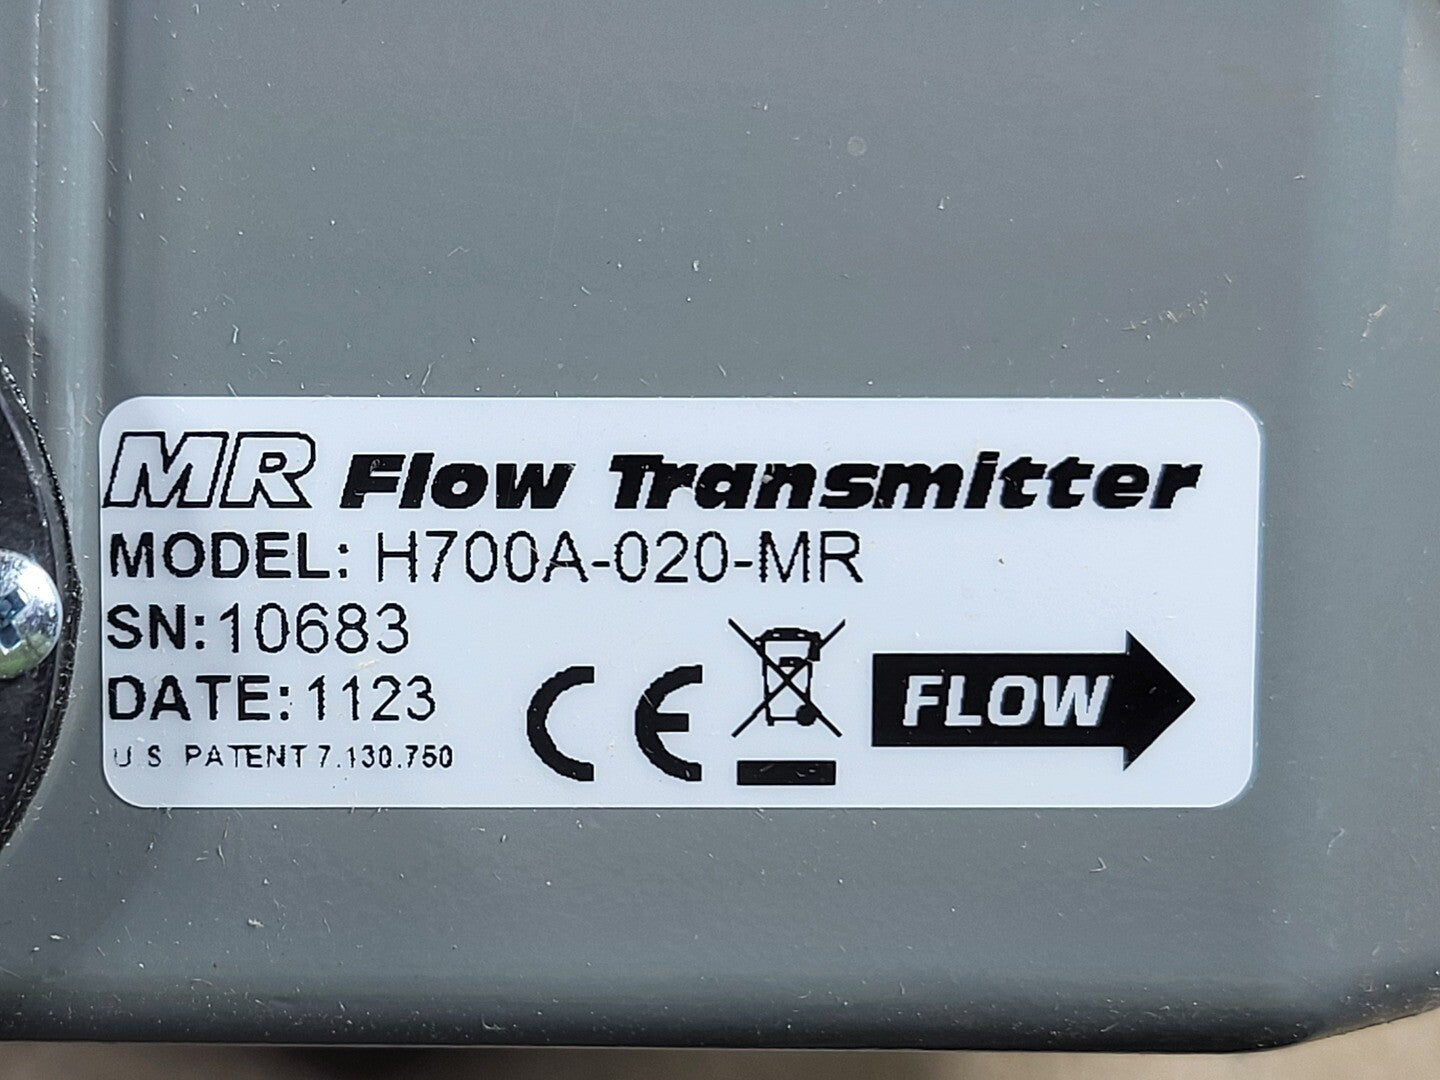 MR Flow Transmitter
MODEL: H700A-020-MR
SN: 10683
DATE: 1123
U.S. PATENT 7.130.750
CE
FLOW